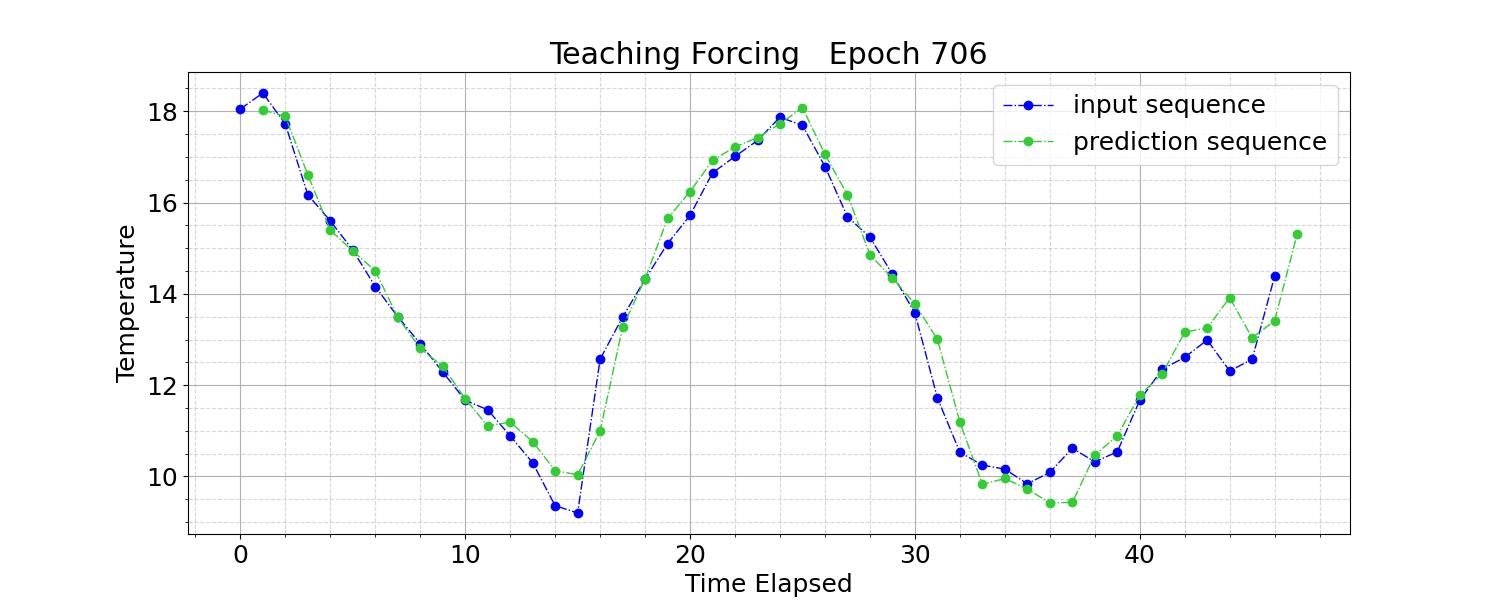 Teaching Forcing   Epoch 706
input sequence
prediction sequence
18
16
14
12
10
Temperature
0 10 20 30 40
Time Elapsed